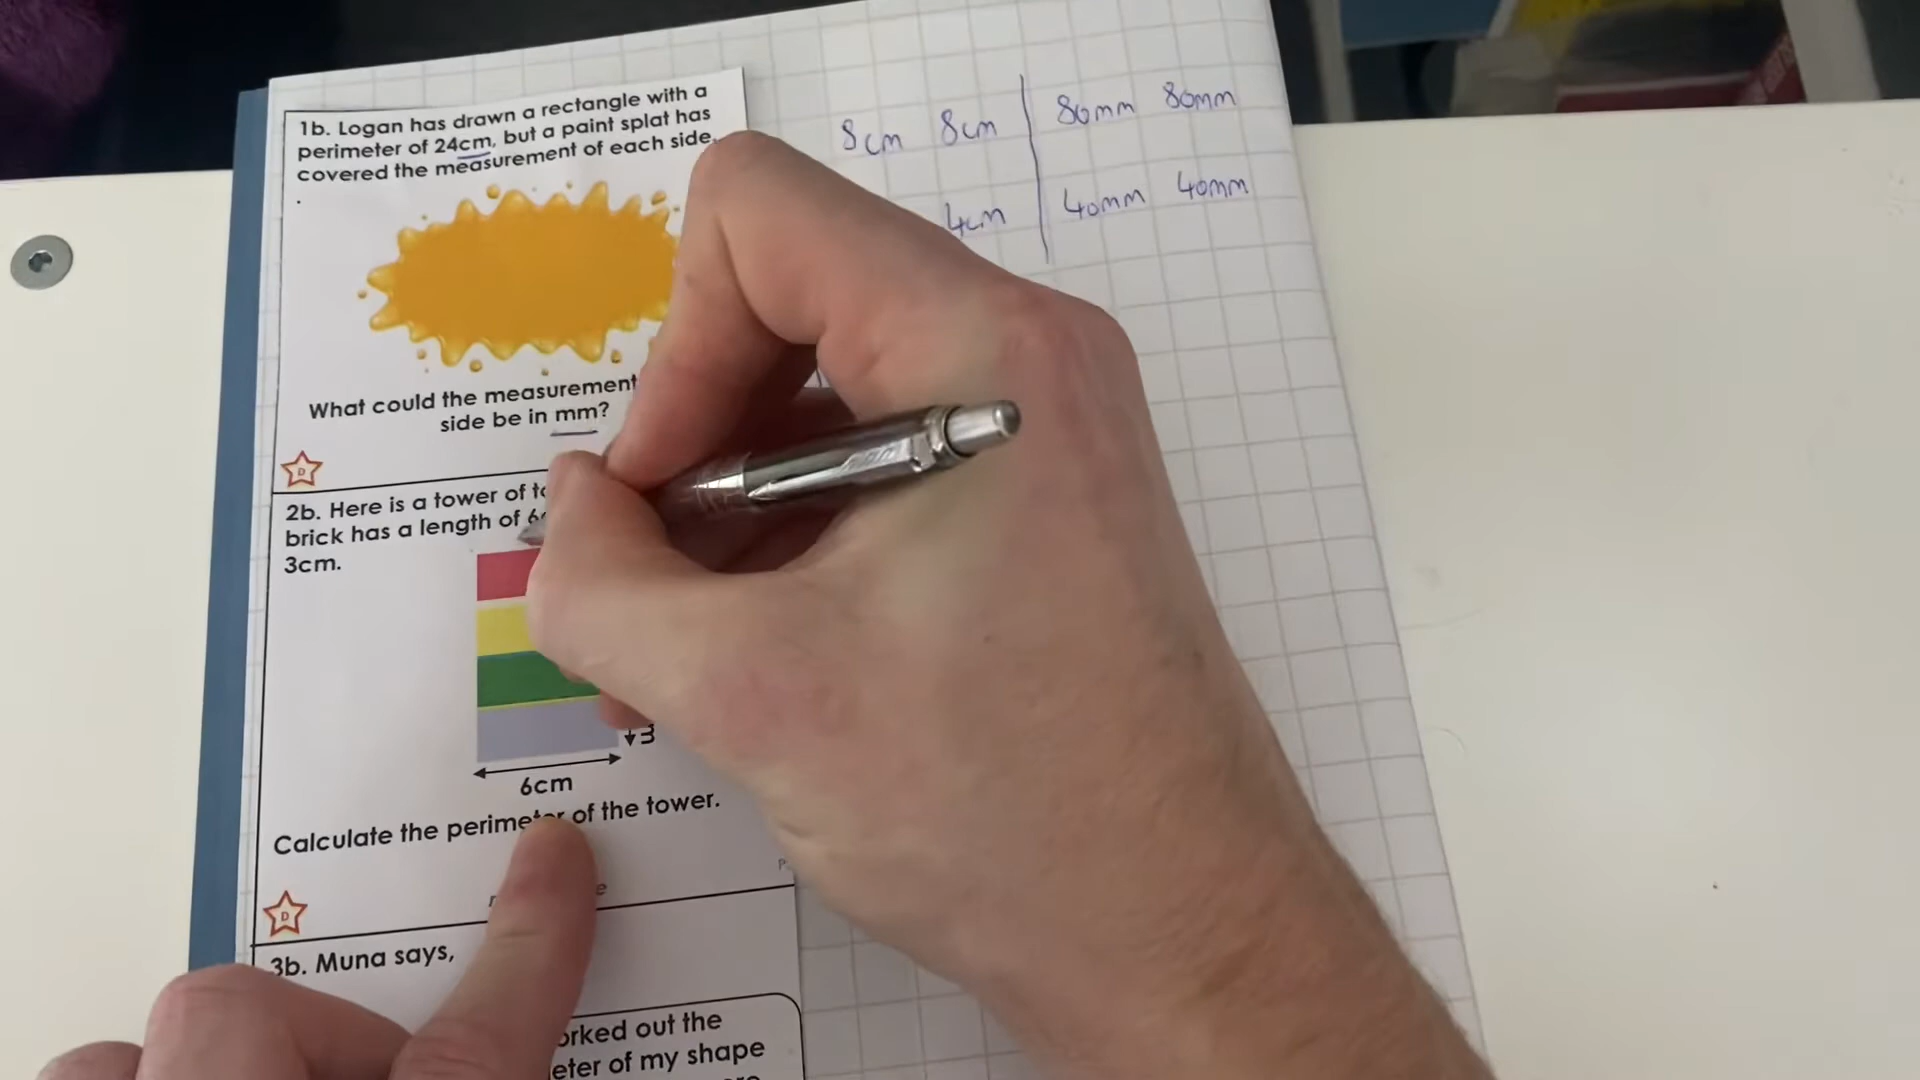 1b. Logan has drawn a rectangle with a
perimeter of 24cm, but a paint splat has
covered the measurement of each side.
.
What could the measurement
side be in mm?
D
2b. Here is a tower of
brick has a length of
3cm.
6cm
Calculate the perimeter of the tower.
D
3b. Muna says,
the
of my shape
8cm 8cm 80mm 80mm
4cm 40mm 40mm